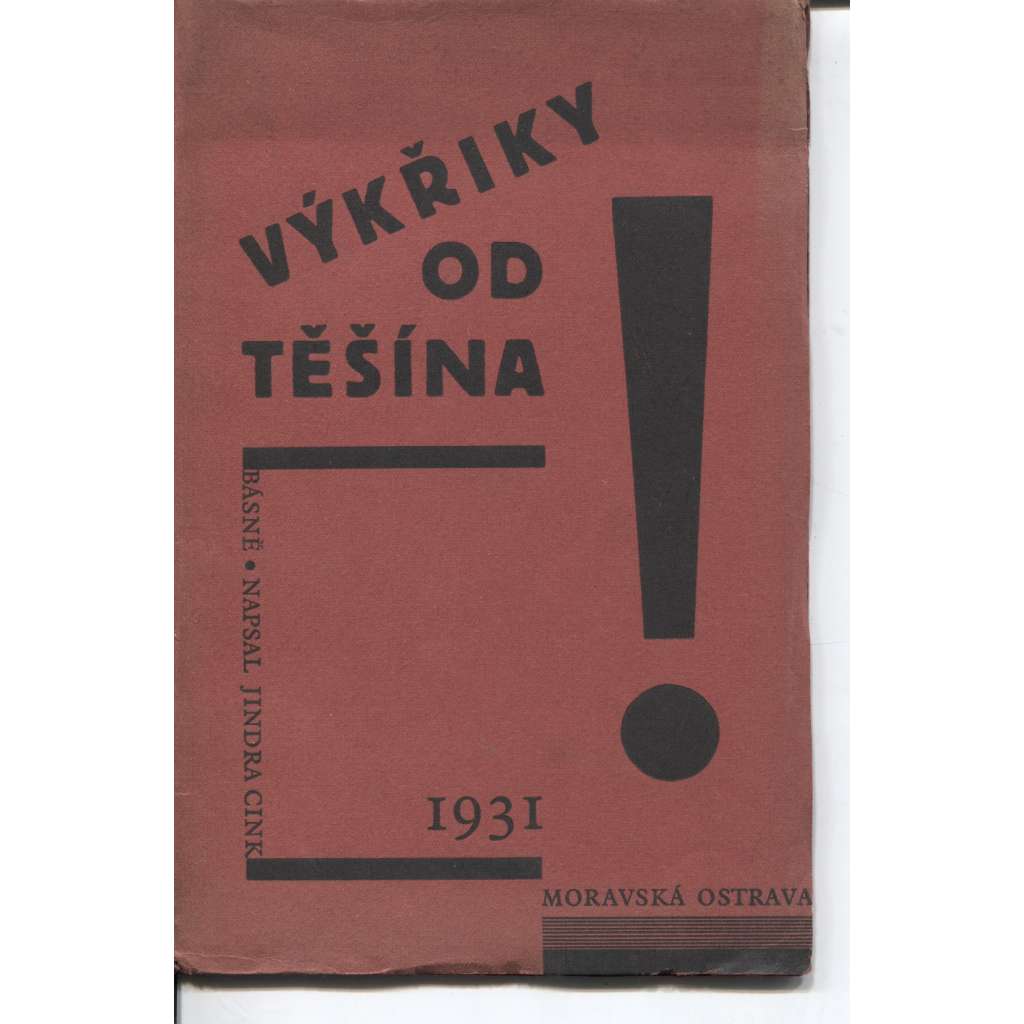 VÝKŘIKY
OD
TĚŠÍNA
!
BÁSNĚ • NAPSAL JINDRA CINK
1931
MORAVSKÁ OSTRAVA